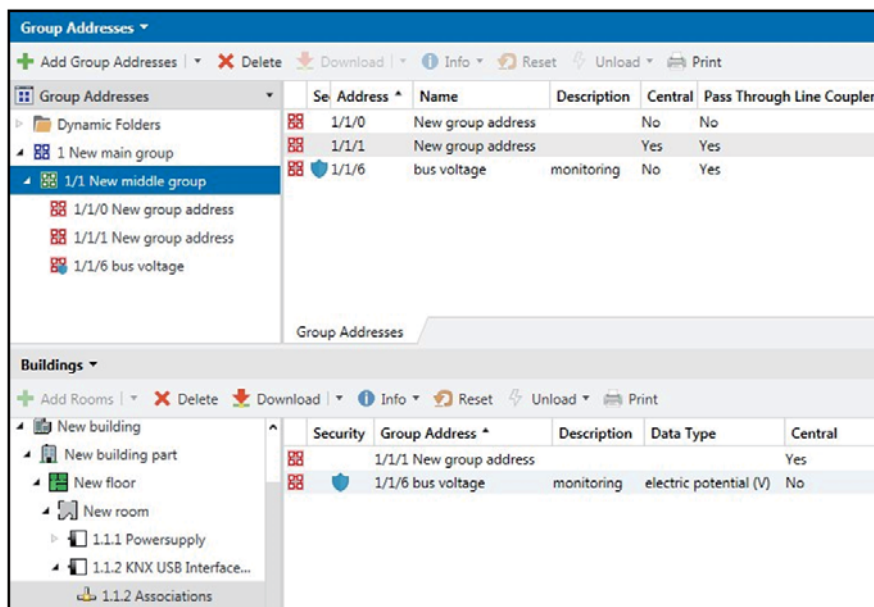 Group Addresses
Add Group Addresses Delete Download Info Reset Unload Print
Group Addresses
Se Address Name Description Central Pass Through Line Coupler
Dynamic Folders
1 New main group
1/1 New middle group
1/1/0 New group address
1/1/1 New group address
1/1/6 bus voltage
1/1/0 New group address No No
1/1/1 New group address Yes Yes
1/1/6 bus voltage monitoring No Yes
Group Addresses
Buildings
Add Rooms Delete Download Info Reset Unload Print
New building
New building part
New floor
New room
1.1.1 Powersupply
1.1.2 KNX USB Interface...
1.1.2 Associations
Security Group Address Description Data Type Central
1/1/1 New group address Yes
1/1/6 bus voltage monitoring electric potential (V) No